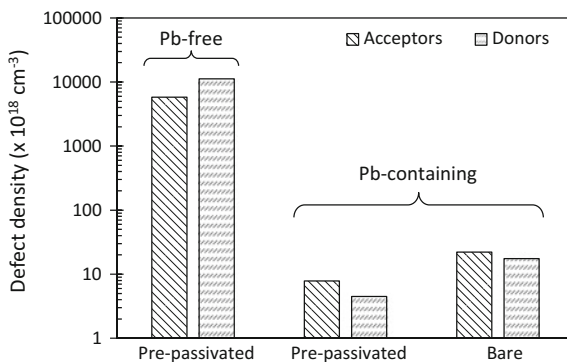 100000
10000
1000
100
10
1
Defect density (x 10¹⁸ cm⁻³)
Pb-free
Acceptors
Donors
Pb-containing
Pre-passivated
Pre-passivated
Bare